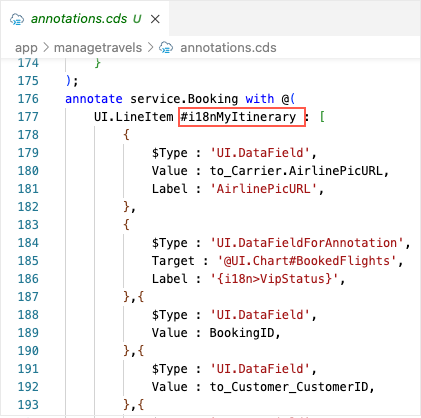 annotations.cds U ×
app > managetravels > annotations.cds
174 }
175 );
176 annotate service.Booking with @(
177 UI.LineItem #i18nMyItinerary : [
178 {
179 $Type : 'UI.DataField',
180 Value : to_Carrier.AirlinePicURL,
181 Label : 'AirlinePicURL',
182 },
183 {
184 $Type : 'UI.DataFieldForAnnotation',
185 Target : '@UI.Chart#BookedFlights',
186 Label : '{i18n>VipStatus}',
187 },{
188 $Type : 'UI.DataField',
189 Value : BookingID,
190 },{
191 $Type : 'UI.DataField',
192 Value : to_Customer_CustomerID,
193 },{